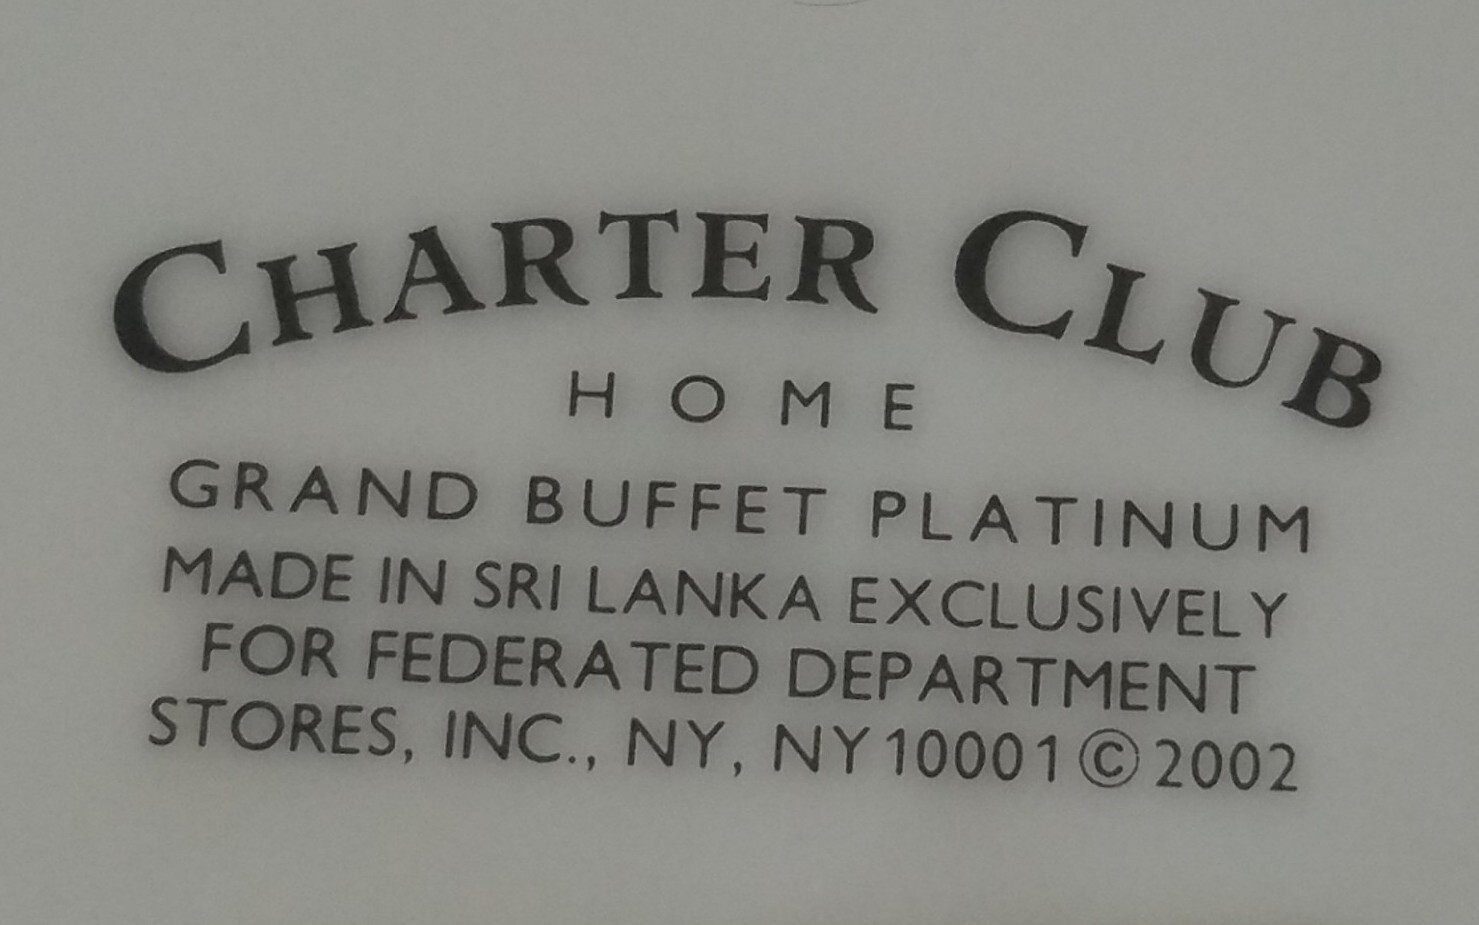 CHARTER CLUB
HOME
GRAND BUFFET PLATINUM
MADE IN SRI LANKA EXCLUSIVELY
FOR FEDERATED DEPARTMENT
STORES, INC., NY, NY 10001 © 2002